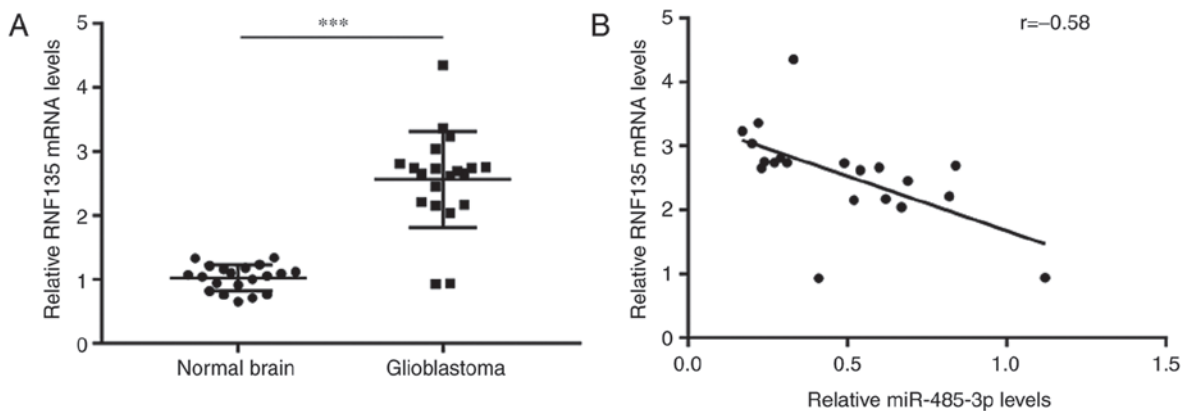 A
Relative RNF135 mRNA levels
5
4
3
2
1
0
***
Normal brain
Glioblastoma
B
Relative RNF135 mRNA levels
5
4
3
2
1
0
r=−0.58
0.0
0.5
1.0
1.5
Relative miR-485-3p levels